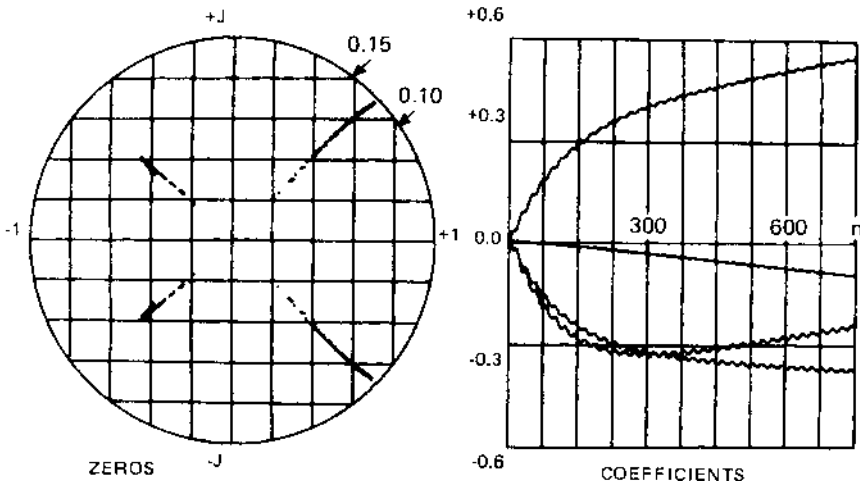 +J
0.15
0.10
-1
+1
-J
ZEROS
+0.6
+0.3
0.0
300
600
n
-0.3
-0.6
COEFFICIENTS